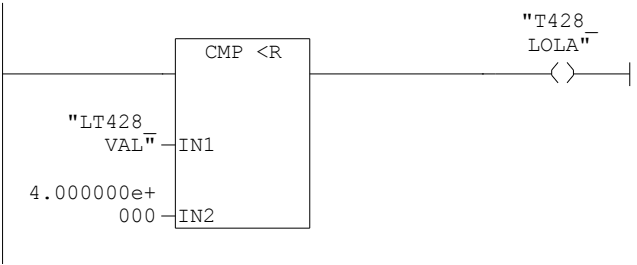 "T428_
LOLA"
CMP <R
"LT428_
VAL"
IN1
4.000000e+
000
IN2